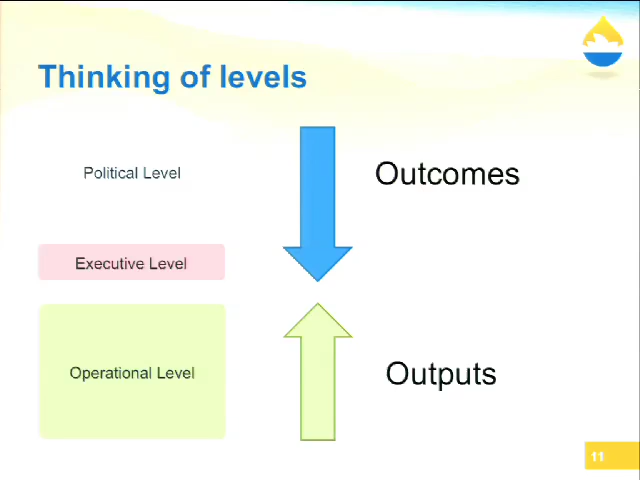 Thinking of levels
Political Level
Outcomes
Executive Level
Operational Level
Outputs
11